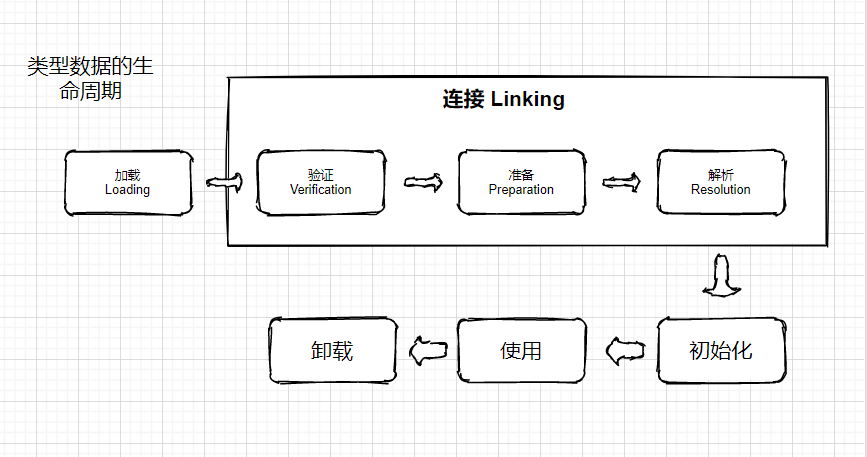 类型数据的生
命周期
连接 Linking
加载
Loading
验证
Verification
准备
Preparation
解析
Resolution
卸载
使用
初始化